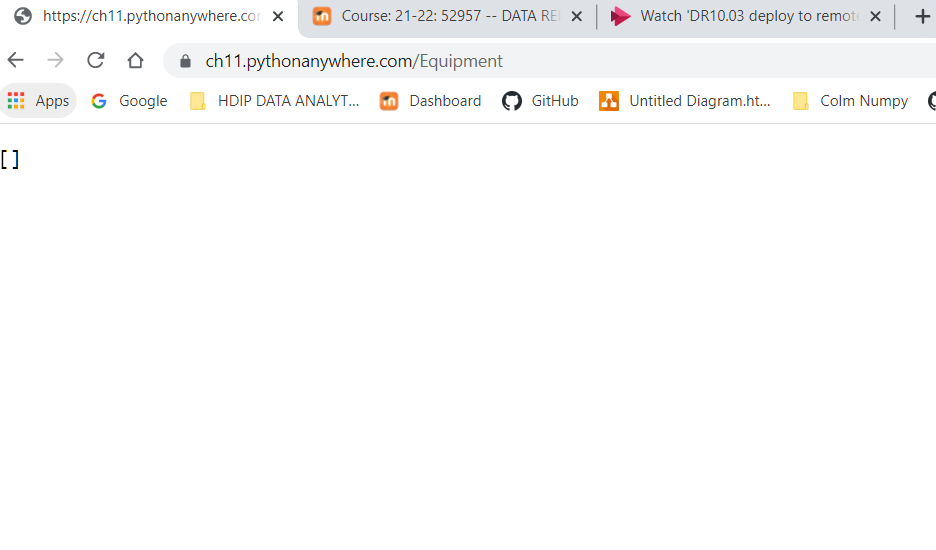 https://ch11.pythonanywhere.cor
Course: 21-22: 52957 -- DATA RE
Watch 'DR10.03 deploy to remote
ch11.pythonanywhere.com/Equipment
Apps
Google
HDIP DATA ANALYT...
Dashboard
GitHub
Untitled Diagram.ht...
Colm Numpy
[]